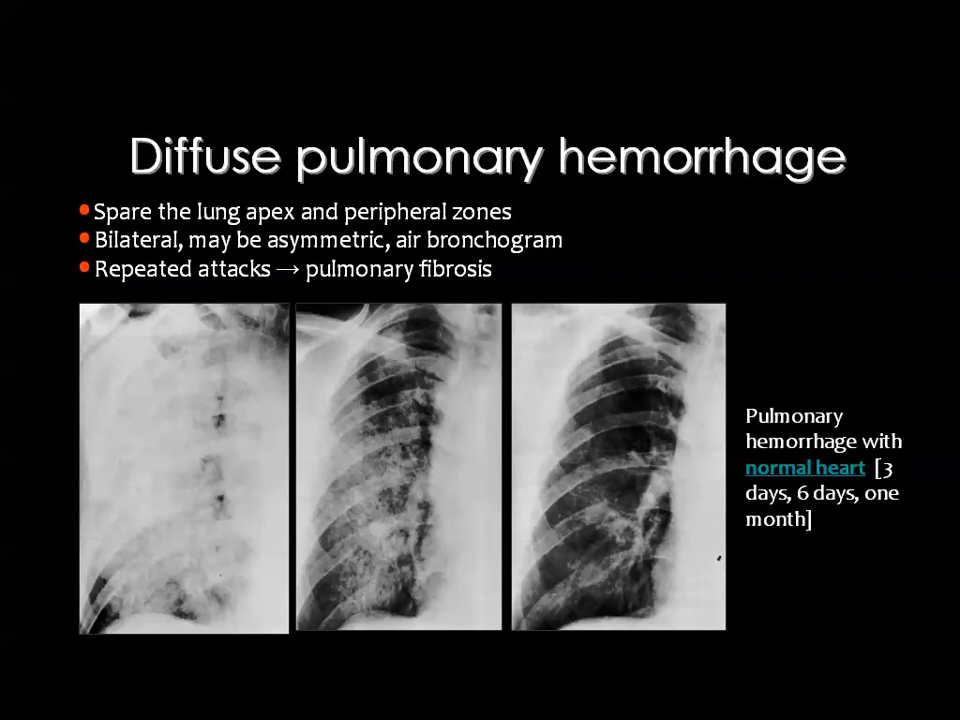 Diffuse pulmonary hemorrhage
• Spare the lung apex and peripheral zones
• Bilateral, may be asymmetric, air bronchogram
• Repeated attacks → pulmonary fibrosis
Pulmonary
hemorrhage with
normal heart [3
days, 6 days, one
month]